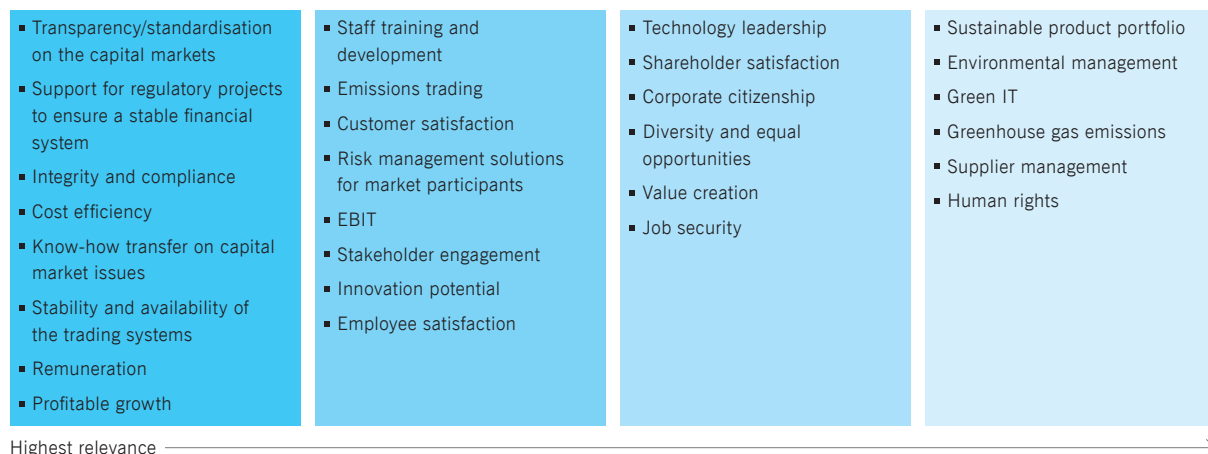 ▪ Transparency/standardisation
on the capital markets
▪ Support for regulatory projects
to ensure a stable financial
system
▪ Integrity and compliance
▪ Cost efficiency
▪ Know-how transfer on capital
market issues
▪ Stability and availability of
the trading systems
▪ Remuneration
▪ Profitable growth
▪ Staff training and
development
▪ Emissions trading
▪ Customer satisfaction
▪ Risk management solutions
for market participants
▪ EBIT
▪ Stakeholder engagement
▪ Innovation potential
▪ Employee satisfaction
▪ Technology leadership
▪ Shareholder satisfaction
▪ Corporate citizenship
▪ Diversity and equal
opportunities
▪ Value creation
▪ Job security
▪ Sustainable product portfolio
▪ Environmental management
▪ Green IT
▪ Greenhouse gas emissions
▪ Supplier management
▪ Human rights
Highest relevance